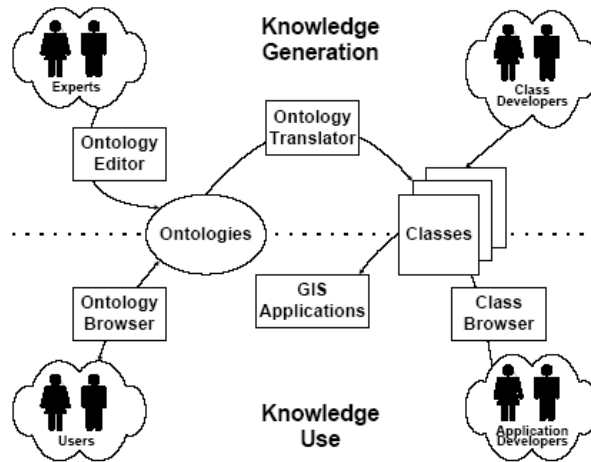 Knowledge
Generation
Experts
Class
Developers
Ontology
Translator
Ontology
Editor
Ontologies
Classes
Ontology
Browser
GIS
Applications
Class
Browser
Users
Knowledge
Use
Application
Developers